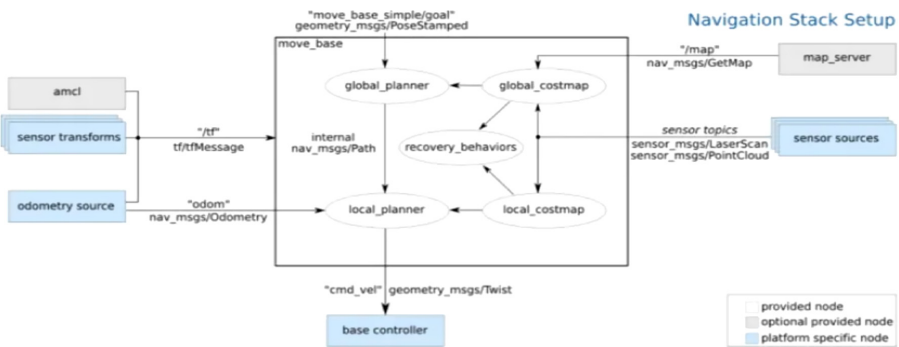 Navigation Stack Setup
"move_base_simple/goal"
geometry_msgs/PoseStamped
move_base
"/map"
nav_msgs/GetMap
map_server
global_planner
global_costmap
amcl
sensor transforms
"/tf"
tf/tfMessage
internal
nav_msgs/Path
recovery_behaviors
sensor topics
sensor_msgs/LaserScan
sensor_msgs/PointCloud
sensor sources
odometry source
"odom"
nav_msgs/Odometry
local_planner
local_costmap
"cmd_vel" geometry_msgs/Twist
base controller
provided node
optional provided node
platform specific node